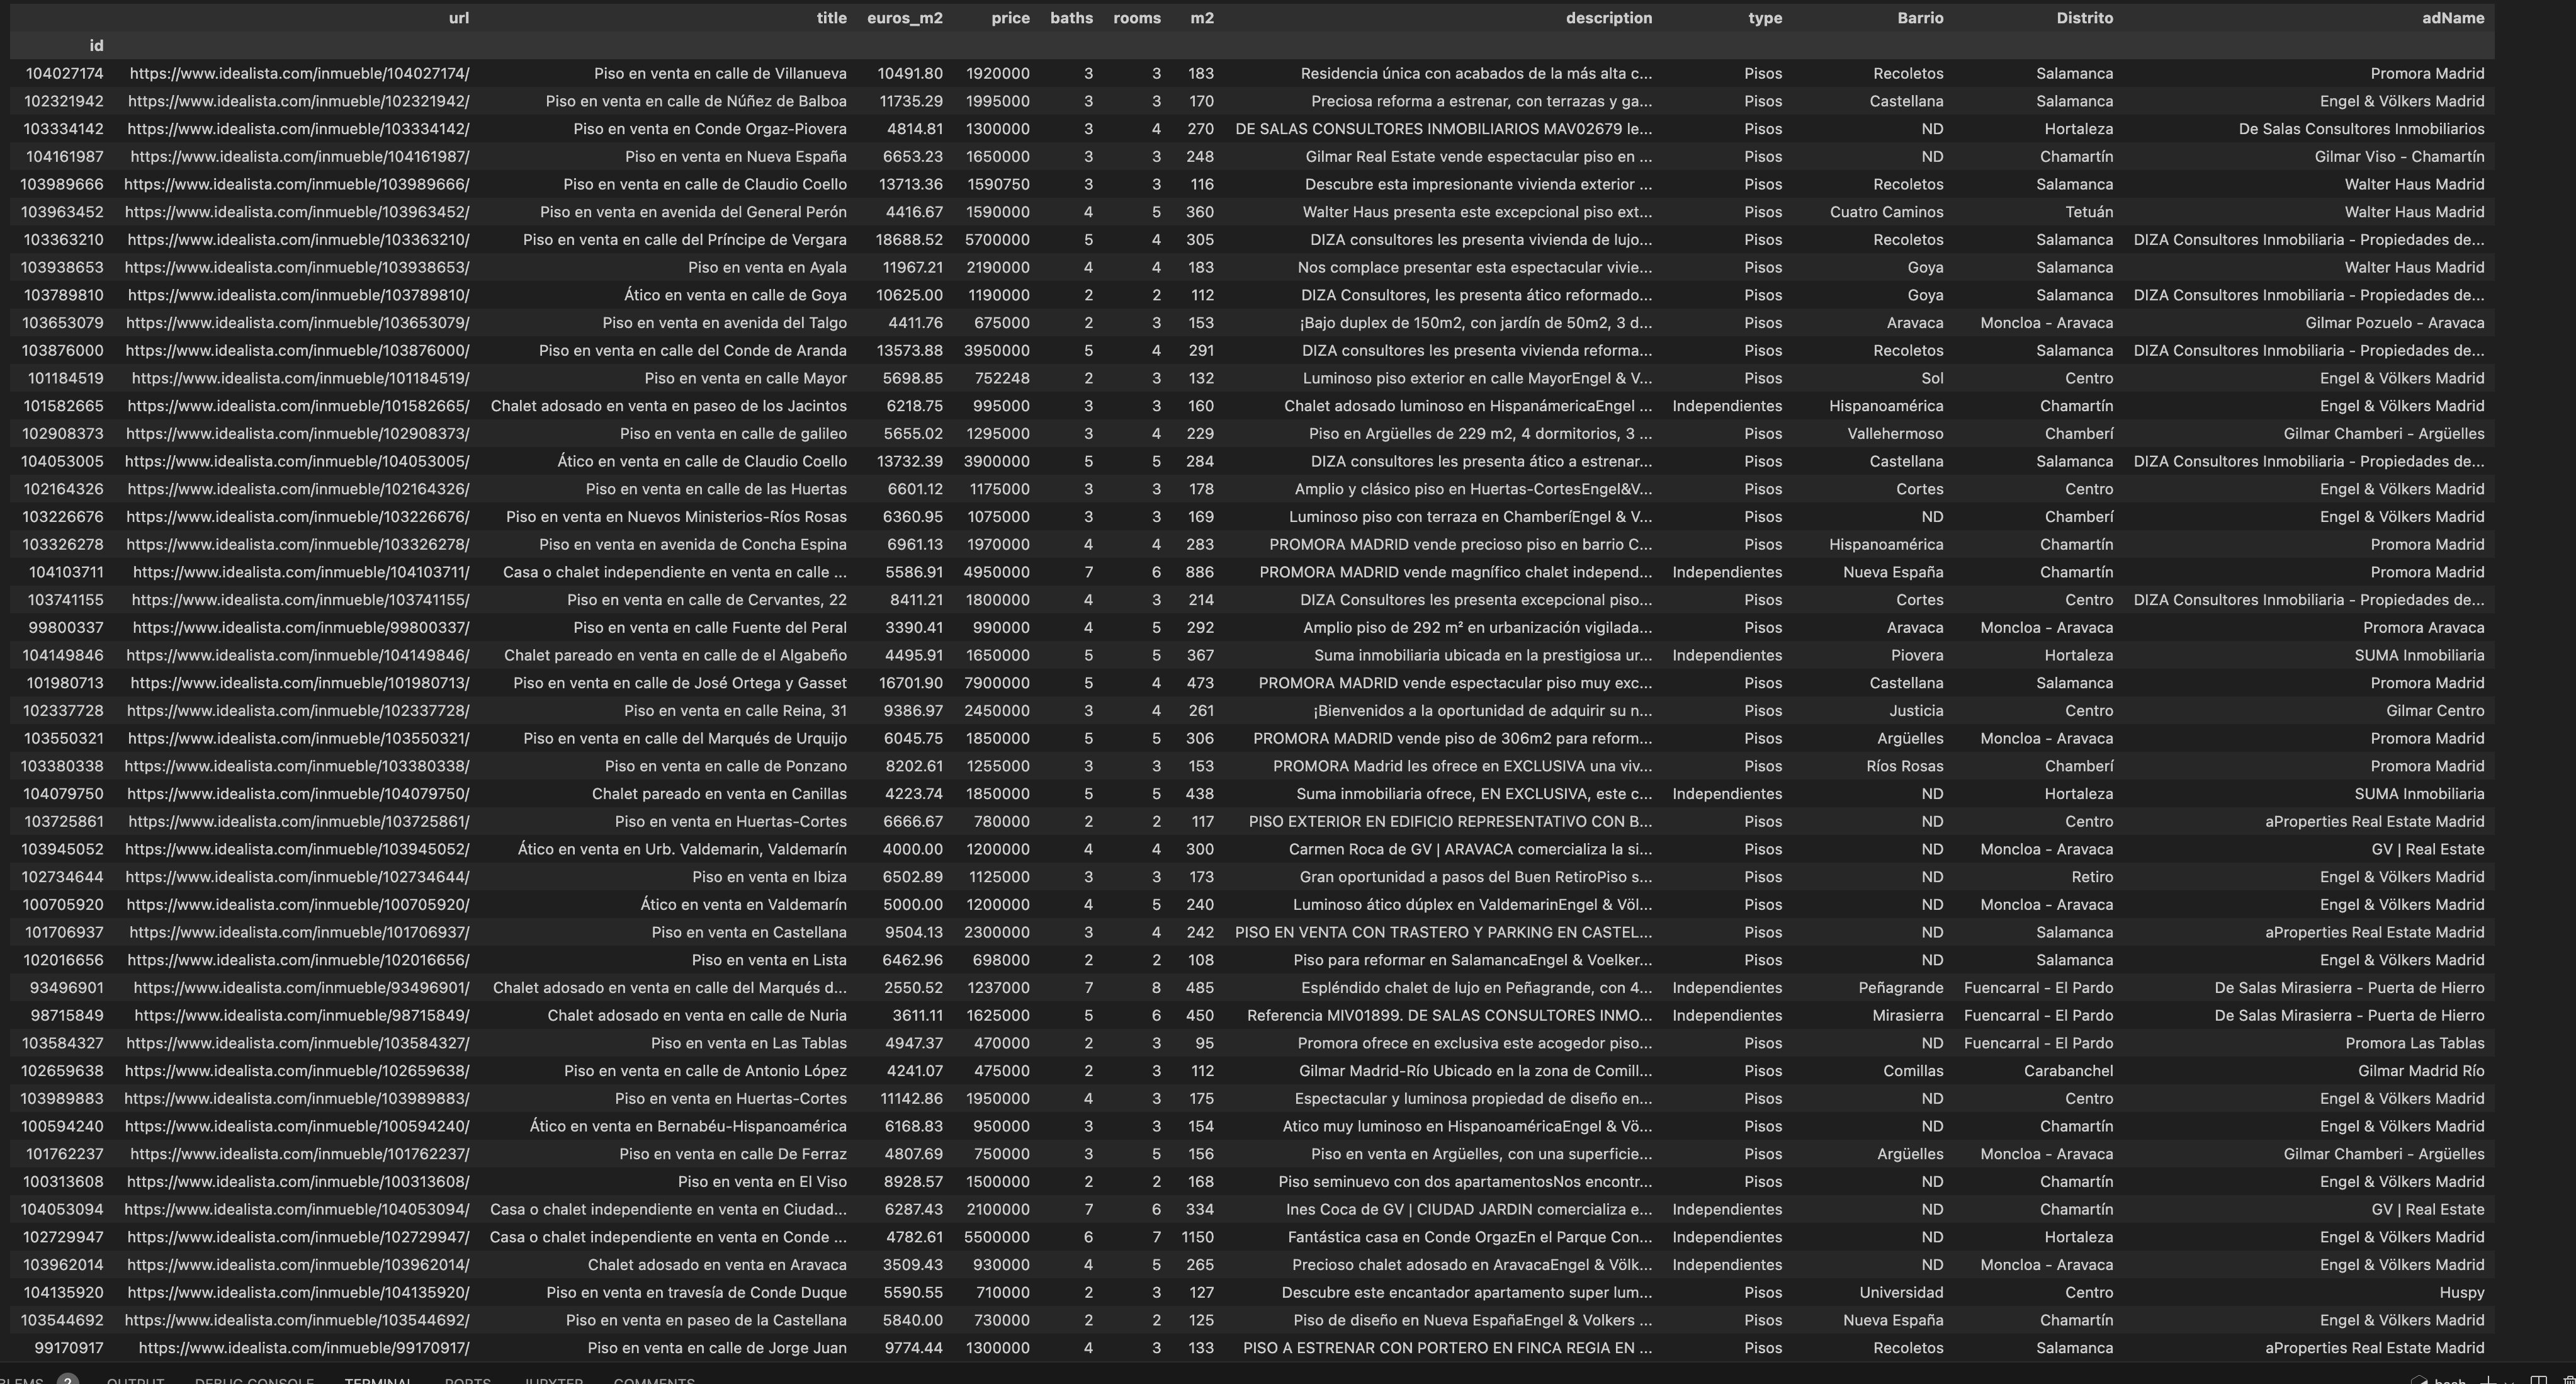 url title euros_m2 price baths rooms m2 description type Barrio Distrito adName
id
104027174 https://www.idealista.com/inmueble/104027174/ Piso en venta en calle de Villanueva 10491.80 1920000 3 3 183 Residencia única con acabados de la más alta c... Pisos Recoletos Salamanca Promora Madrid
102321942 https://www.idealista.com/inmueble/102321942/ Piso en venta en calle de Núñez de Balboa 11735.29 1995000 3 3 170 Preciosa reforma a estrenar, con terrazas y ga... Pisos Castellana Salamanca Engel & Völkers Madrid
103334142 https://www.idealista.com/inmueble/103334142/ Piso en venta en Conde Orgaz-Piovera 4814.81 1300000 3 4 270 DE SALAS CONSULTORES INMOBILIARIOS MAV02679 le... Pisos ND Hortaleza De Salas Consultores Inmobiliarios
104161987 https://www.idealista.com/inmueble/104161987/ Piso en venta en Nueva España 6653.23 1650000 3 3 248 Gilmar Real Estate vende espectacular piso en ... Pisos ND Chamartín Gilmar Viso - Chamartín
103989666 https://www.idealista.com/inmueble/103989666/ Piso en venta en calle de Claudio Coello 13713.36 1590750 3 3 116 Descubre esta impresionante vivienda exterior ... Pisos Recoletos Salamanca Walter Haus Madrid
103963452 https://www.idealista.com/inmueble/103963452/ Piso en venta en avenida del General Perón 4416.67 1590000 4 5 360 Walter Haus presenta este excepcional piso ext... Pisos Cuatro Caminos Tetuán Walter Haus Madrid
103363210 https://www.idealista.com/inmueble/103363210/ Piso en venta en calle del Príncipe de Vergara 18688.52 5700000 5 4 305 DIZA consultores les presenta vivienda de lujo... Pisos Recoletos Salamanca DIZA Consultores Inmobiliaria - Propiedades de...
103938653 https://www.idealista.com/inmueble/103938653/ Piso en venta en Ayala 11967.21 2190000 4 4 183 Nos complace presentar esta espectacular vivie... Pisos Goya Salamanca Walter Haus Madrid
103789810 https://www.idealista.com/inmueble/103789810/ Ático en venta en calle de Goya 10625.00 1190000 2 2 112 DIZA Consultores, les presenta ático reformado... Pisos Goya Salamanca DIZA Consultores Inmobiliaria - Propiedades de...
103653079 https://www.idealista.com/inmueble/103653079/ Piso en venta en avenida del Talgo 4411.76 675000 2 3 153 ¡Bajo duplex de 150m2, con jardín de 50m2, 3 d... Pisos Aravaca Moncloa - Aravaca Gilmar Pozuelo - Aravaca
103876000 https://www.idealista.com/inmueble/103876000/ Piso en venta en calle del Conde de Aranda 13573.88 3950000 5 4 291 DIZA consultores les presenta vivienda reforma... Pisos Recoletos Salamanca DIZA Consultores Inmobiliaria - Propiedades de...
101184519 https://www.idealista.com/inmueble/101184519/ Piso en venta en calle Mayor 5698.85 752248 2 3 132 Luminoso piso exterior en calle MayorEngel & V... Pisos Sol Centro Engel & Völkers Madrid
101582665 https://www.idealista.com/inmueble/101582665/ Chalet adosado en venta en paseo de los Jacintos 6218.75 995000 3 3 160 Chalet adosado luminoso en HispanámericaEngel ... Independientes Hispanoamérica Chamartín Engel & Völkers Madrid
102908373 https://www.idealista.com/inmueble/102908373/ Piso en venta en calle de galileo 5655.02 1295000 3 4 229 Piso en Argüelles de 229 m2, 4 dormitorios, 3 ... Pisos Vallehermoso Chamberí Gilmar Chamberi - Argüelles
104053005 https://www.idealista.com/inmueble/104053005/ Ático en venta en calle de Claudio Coello 13732.39 3900000 5 5 284 DIZA consultores les presenta ático a estrenar... Pisos Castellana Salamanca DIZA Consultores Inmobiliaria - Propiedades de...
102164326 https://www.idealista.com/inmueble/102164326/ Piso en venta en calle de las Huertas 6601.12 1175000 3 3 178 Amplio y clásico piso en Huertas-CortesEngel&V... Pisos Cortes Centro Engel & Völkers Madrid
103226676 https://www.idealista.com/inmueble/103226676/ Piso en venta en Nuevos Ministerios-Ríos Rosas 6360.95 1075000 3 3 169 Luminoso piso con terraza en ChamberíEngel & V... Pisos ND Chamberí Engel & Völkers Madrid
103326278 https://www.idealista.com/inmueble/103326278/ Piso en venta en avenida de Concha Espina 6961.13 1970000 4 4 283 PROMORA MADRID vende precioso piso en barrio C... Pisos Hispanoamérica Chamartín Promora Madrid
104103711 https://www.idealista.com/inmueble/104103711/ Casa o chalet independiente en venta en calle ... 5586.91 4950000 7 6 886 PROMORA MADRID vende magnífico chalet independ... Independientes Nueva España Chamartín Promora Madrid
103741155 https://www.idealista.com/inmueble/103741155/ Piso en venta en calle de Cervantes, 22 8411.21 1800000 4 3 214 DIZA Consultores les presenta excepcional piso... Pisos Cortes Centro DIZA Consultores Inmobiliaria - Propiedades de...
99800337 https://www.idealista.com/inmueble/99800337/ Piso en venta en calle Fuente del Peral 3390.41 990000 4 5 292 Amplio piso de 292 m² en urbanización vigilada... Pisos Aravaca Moncloa - Aravaca Promora Aravaca
104149846 https://www.idealista.com/inmueble/104149846/ Chalet pareado en venta en calle de el Algabeño 4495.91 1650000 5 5 367 Suma inmobiliaria ubicada en la prestigiosa ur... Independientes Piovera Hortaleza SUMA Inmobiliaria
101980713 https://www.idealista.com/inmueble/101980713/ Piso en venta en calle de José Ortega y Gasset 16701.90 7900000 5 4 473 PROMORA MADRID vende espectacular piso muy exc... Pisos Castellana Salamanca Promora Madrid
102337728 https://www.idealista.com/inmueble/102337728/ Piso en venta en calle Reina, 31 9386.97 2450000 3 4 261 ¡Bienvenidos a la oportunidad de adquirir su n... Pisos Justicia Centro Gilmar Centro
103550321 https://www.idealista.com/inmueble/103550321/ Piso en venta en calle del Marqués de Urquijo 6045.75 1850000 5 5 306 PROMORA MADRID vende piso de 306m2 para reform... Pisos Argüelles Moncloa - Aravaca Promora Madrid
103380338 https://www.idealista.com/inmueble/103380338/ Piso en venta en calle de Ponzano 8202.61 1255000 3 3 153 PROMORA Madrid les ofrece en EXCLUSIVA una viv... Pisos Ríos Rosas Chamberí Promora Madrid
104079750 https://www.idealista.com/inmueble/104079750/ Chalet pareado en venta en Canillas 4223.74 1850000 5 5 438 Suma inmobiliaria ofrece, EN EXCLUSIVA, este c... Independientes ND Hortaleza SUMA Inmobiliaria
103725861 https://www.idealista.com/inmueble/103725861/ Piso en venta en Huertas-Cortes 6666.67 780000 2 2 117 PISO EXTERIOR EN EDIFICIO REPRESENTATIVO CON B... Pisos ND Centro aProperties Real Estate Madrid
103945052 https://www.idealista.com/inmueble/103945052/ Ático en venta en Urb. Valdemarin, Valdemarín 4000.00 1200000 4 4 300 Carmen Roca de GV | ARAVACA comercializa la si... Pisos ND Moncloa - Aravaca GV | Real Estate
102734644 https://www.idealista.com/inmueble/102734644/ Piso en venta en Ibiza 6502.89 1125000 3 3 173 Gran oportunidad a pasos del Buen RetiroPiso s... Pisos ND Retiro Engel & Völkers Madrid
100705920 https://www.idealista.com/inmueble/100705920/ Ático en venta en Valdemarín 5000.00 1200000 4 5 240 Luminoso ático dúplex en ValdemarinEngel & Völ... Pisos ND Moncloa - Aravaca Engel & Völkers Madrid
101706937 https://www.idealista.com/inmueble/101706937/ Piso en venta en Castellana 9504.13 2300000 3 4 242 PISO EN VENTA CON TRASTERO Y PARKING EN CASTEL... Pisos ND Salamanca aProperties Real Estate Madrid
102016656 https://www.idealista.com/inmueble/102016656/ Piso en venta en Lista 6462.96 698000 2 2 108 Piso para reformar en SalamancaEngel & Voelker... Pisos ND Salamanca Engel & Völkers Madrid
93496901 https://www.idealista.com/inmueble/93496901/ Chalet adosado en venta en calle del Marqués d... 2550.52 1237000 7 8 485 Espléndido chalet de lujo en Peñagrande, con 4... Independientes Peñagrande Fuencarral - El Pardo De Salas Mirasierra - Puerta de Hierro
98715849 https://www.idealista.com/inmueble/98715849/ Chalet adosado en venta en calle de Nuria 3611.11 1625000 5 6 450 Referencia MIV01899. DE SALAS CONSULTORES INMO... Independientes Mirasierra Fuencarral - El Pardo De Salas Mirasierra - Puerta de Hierro
103584327 https://www.idealista.com/inmueble/103584327/ Piso en venta en Las Tablas 4947.37 470000 2 3 95 Promora ofrece en exclusiva este acogedor piso... Pisos ND Fuencarral - El Pardo Promora Las Tablas
102659638 https://www.idealista.com/inmueble/102659638/ Piso en venta en calle de Antonio López 4241.07 475000 2 3 112 Gilmar Madrid-Río Ubicado en la zona de Comill... Pisos Comillas Carabanchel Gilmar Madrid Río
103989883 https://www.idealista.com/inmueble/103989883/ Piso en venta en Huertas-Cortes 11142.86 1950000 4 3 175 Espectacular y luminosa propiedad de diseño en... Pisos ND Centro Engel & Völkers Madrid
100594240 https://www.idealista.com/inmueble/100594240/ Ático en venta en Bernabéu-Hispanoamérica 6168.83 950000 3 3 154 Atico muy luminoso en HispanoaméricaEngel & Vö... Pisos ND Chamartín Engel & Völkers Madrid
101762237 https://www.idealista.com/inmueble/101762237/ Piso en venta en calle De Ferraz 4807.69 750000 3 5 156 Piso en venta en Argüelles, con una superficie... Pisos Argüelles Moncloa - Aravaca Gilmar Chamberi - Argüelles
100313608 https://www.idealista.com/inmueble/100313608/ Piso en venta en El Viso 8928.57 1500000 2 2 168 Piso seminuevo con dos apartamentosNos encontr... Pisos ND Chamartín Engel & Völkers Madrid
104053094 https://www.idealista.com/inmueble/104053094/ Casa o chalet independiente en venta en Ciudad... 6287.43 2100000 7 6 334 Ines Coca de GV | CIUDAD JARDIN comercializa e... Independientes ND Chamartín GV | Real Estate
102729947 https://www.idealista.com/inmueble/102729947/ Casa o chalet independiente en venta en Conde ... 4782.61 5500000 6 7 1150 Fantástica casa en Conde OrgazEn el Parque Con... Independientes ND Hortaleza Engel & Völkers Madrid
103962014 https://www.idealista.com/inmueble/103962014/ Chalet adosado en venta en Aravaca 3509.43 930000 4 5 265 Precioso chalet adosado en AravacaEngel & Völk... Independientes ND Moncloa - Aravaca Engel & Völkers Madrid
104135920 https://www.idealista.com/inmueble/104135920/ Piso en venta en travesía de Conde Duque 5590.55 710000 2 3 127 Descubre este encantador apartamento super lum... Pisos Universidad Centro Huspy
103544692 https://www.idealista.com/inmueble/103544692/ Piso en venta en paseo de la Castellana 5840.00 730000 2 2 125 Piso de diseño en Nueva EspañaEngel & Volkers ... Pisos Nueva España Chamartín Engel & Völkers Madrid
99170917 https://www.idealista.com/inmueble/99170917/ Piso en venta en calle de Jorge Juan 9774.44 1300000 4 3 133 PISO A ESTRENAR CON PORTERO EN FINCA REGIA EN ... Pisos Recoletos Salamanca aProperties Real Estate Madrid
BLEMS 2 OUTPUT DEBUG CONSOLE TERMINAL PORTS JUPYTER COMMENTS bash